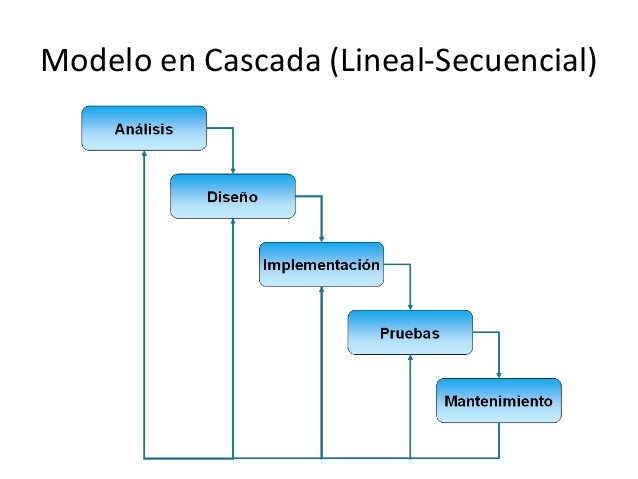 Modelo en Cascada (Lineal-Secuencial)
Análisis
Diseño
Implementación
Pruebas
Mantenimiento